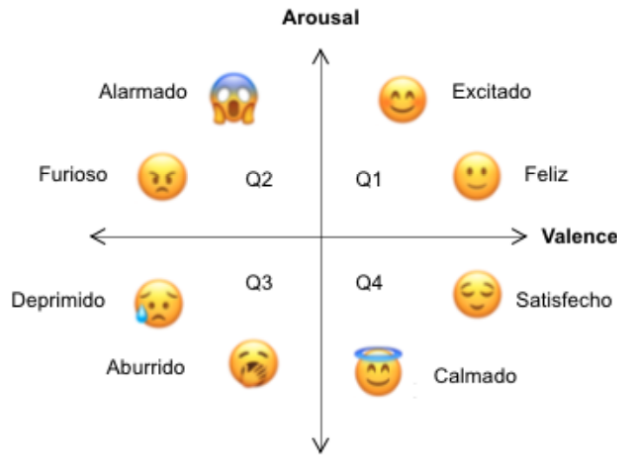 Arousal
Alarmado
Excitado
Furioso
Q2
Q1
Feliz
Valence
Deprimido
Q3
Q4
Satisfecho
Aburrido
Calmado